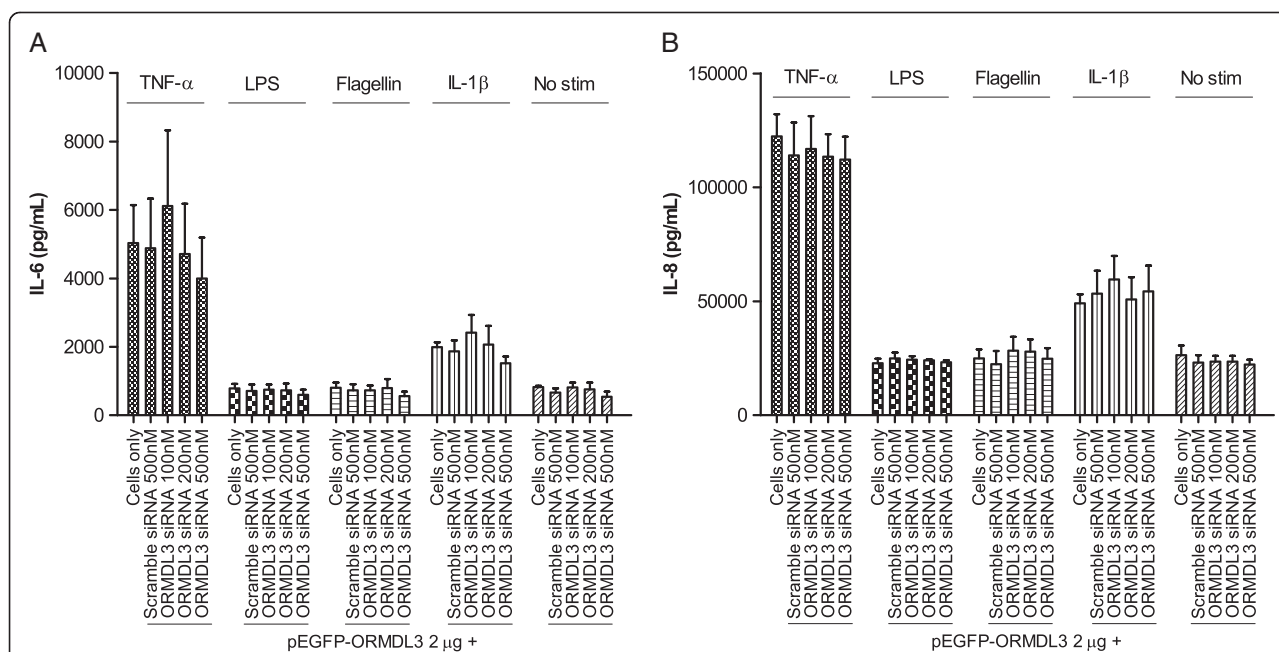 A
TNF-α LPS Flagellin IL-1β No stim
IL-6 (pg/mL)
10000
8000
6000
4000
2000
0
Cells only
Scramble siRNA 500nM
ORMDL3 siRNA 100nM
ORMDL3 siRNA 200nM
ORMDL3 siRNA 500nM
Cells only
Scramble siRNA 500nM
ORMDL3 siRNA 100nM
ORMDL3 siRNA 200nM
ORMDL3 siRNA 500nM
Cells only
Scramble siRNA 500nM
ORMDL3 siRNA 100nM
ORMDL3 siRNA 200nM
ORMDL3 siRNA 500nM
Cells only
Scramble siRNA 500nM
ORMDL3 siRNA 100nM
ORMDL3 siRNA 200nM
ORMDL3 siRNA 500nM
Cells only
Scramble siRNA 500nM
ORMDL3 siRNA 100nM
ORMDL3 siRNA 200nM
ORMDL3 siRNA 500nM
pEGFP-ORMDL3 2 μg +
B
TNF-α LPS Flagellin IL-1β No stim
IL-8 (pg/mL)
150000
100000
50000
0
Cells only
Scramble siRNA 500nM
ORMDL3 siRNA 100nM
ORMDL3 siRNA 200nM
ORMDL3 siRNA 500nM
Cells only
Scramble siRNA 500nM
ORMDL3 siRNA 100nM
ORMDL3 siRNA 200nM
ORMDL3 siRNA 500nM
Cells only
Scramble siRNA 500nM
ORMDL3 siRNA 100nM
ORMDL3 siRNA 200nM
ORMDL3 siRNA 500nM
Cells only
Scramble siRNA 500nM
ORMDL3 siRNA 100nM
ORMDL3 siRNA 200nM
ORMDL3 siRNA 500nM
Cells only
Scramble siRNA 500nM
ORMDL3 siRNA 100nM
ORMDL3 siRNA 200nM
ORMDL3 siRNA 500nM
pEGFP-ORMDL3 2 μg +